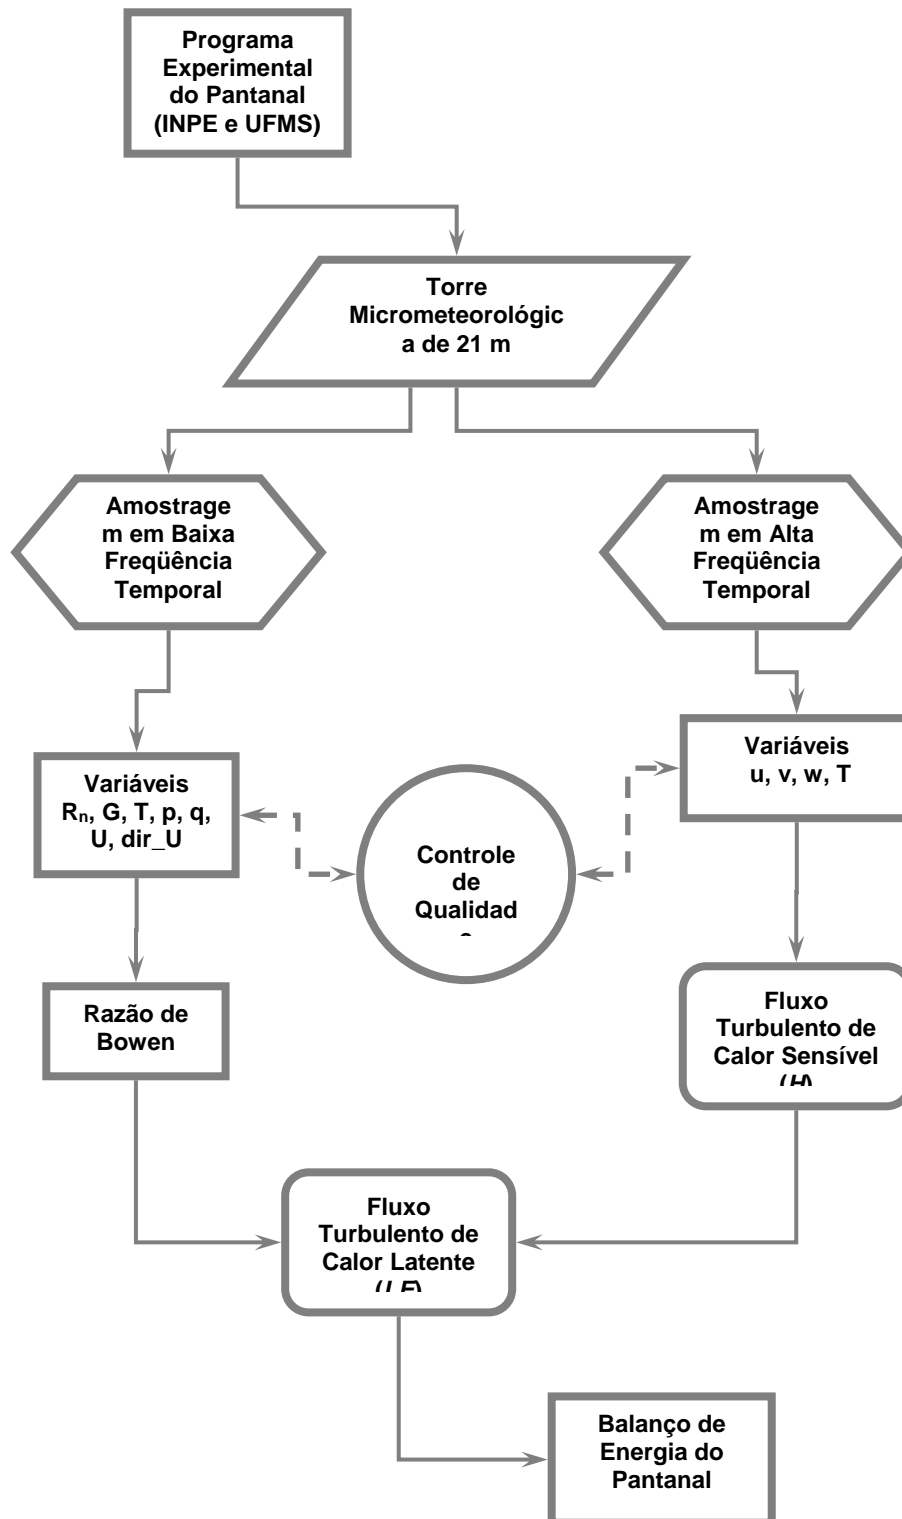 Programa
Experimental
do Pantanal
(INPE e UFMS)
Torre
Micrometeorológic
a de 21 m
Amostrage
m em Baixa
Freqüência
Temporal
Amostrage
m em Alta
Freqüência
Temporal
Variáveis
Rₙ, G, T, p, q,
U, dir_U
Variáveis
u, v, w, T
Controle
de
Qualidad
Razão de
Bowen
Fluxo
Turbulento de
Calor Sensível
(H)
Fluxo
Turbulento de
Calor Latente
Balanço de
Energia do
Pantanal